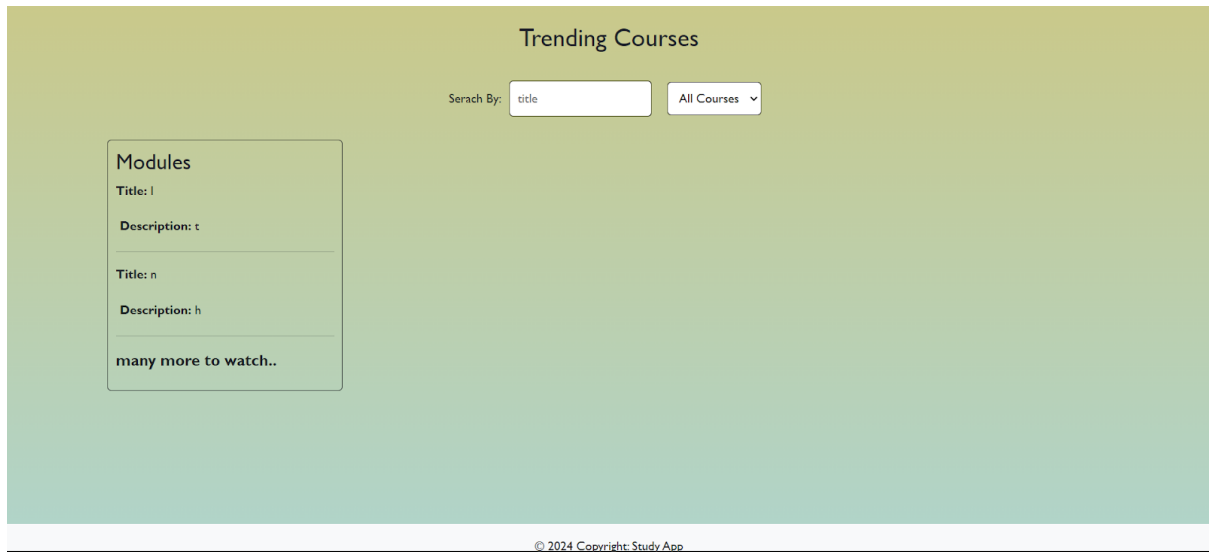 Trending Courses
Serach By: title All Courses
Modules
Title: l
Description: t
Title: n
Description: h
many more to watch..
© 2024 Copyright: Study App